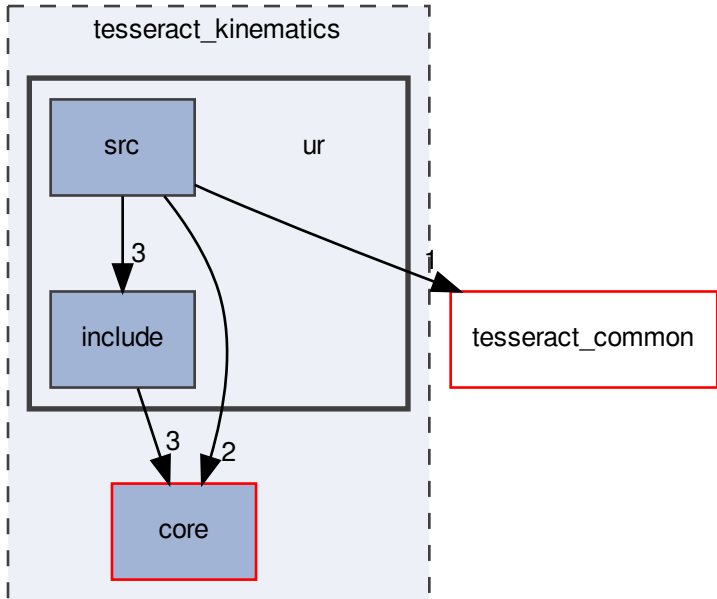 tesseract_kinematics
src
ur
3
1
include
tesseract_common
3
2
core